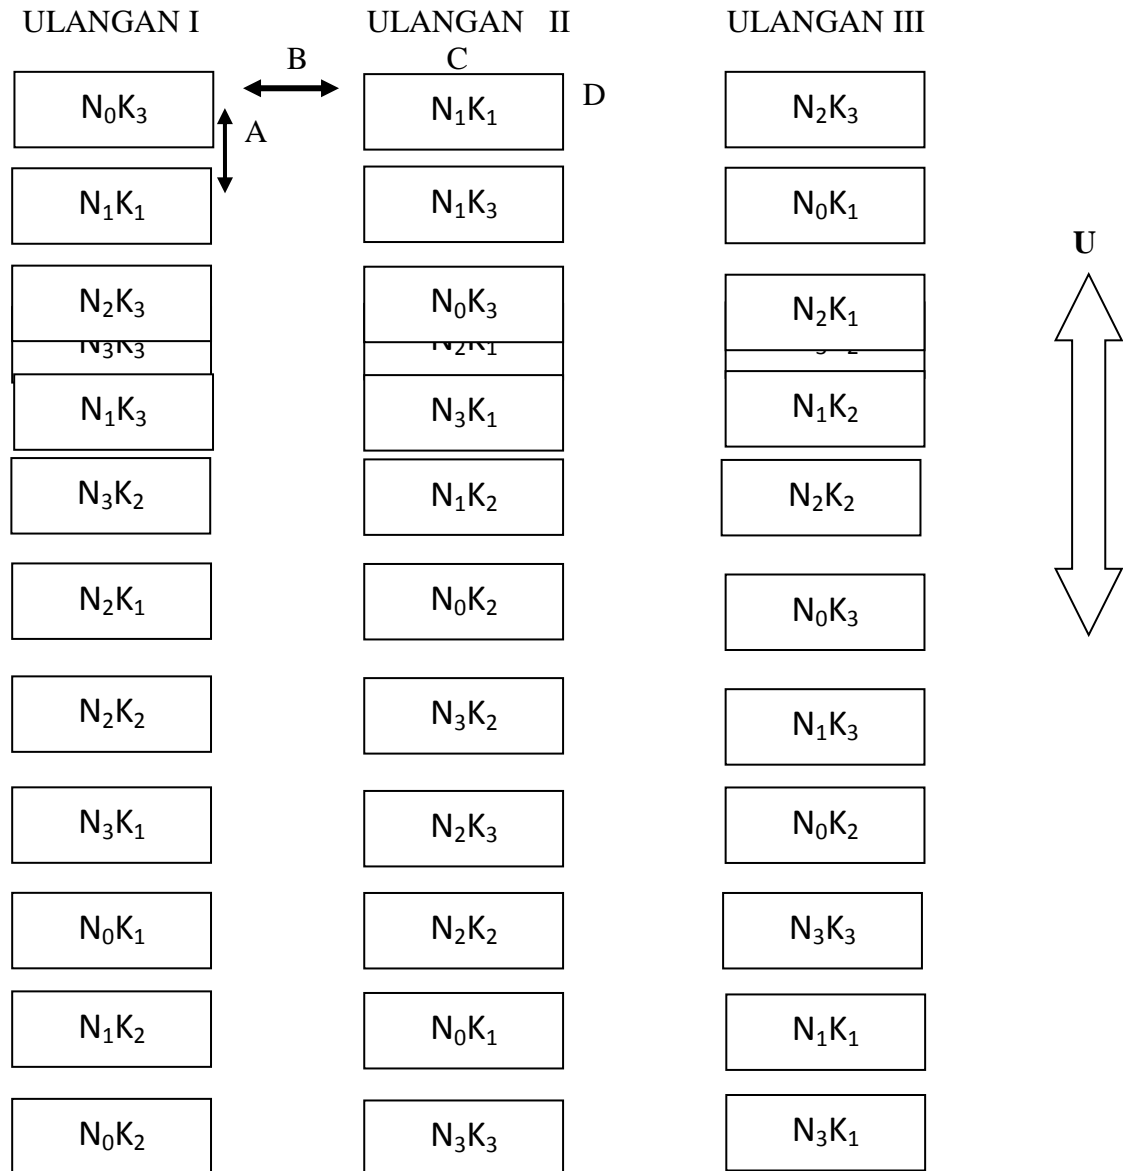 ULANGAN I ULANGAN II ULANGAN III
B C
N₀K₃ N₁K₁ D N₂K₃
A
N₁K₁ N₁K₃ N₀K₁
U
N₂K₃ N₀K₃ N₂K₁
N₃K₃ N₂K₁
N₁K₃ N₃K₁ N₁K₂
N₃K₂ N₁K₂ N₂K₂
N₂K₁ N₀K₂ N₀K₃
N₂K₂ N₃K₂ N₁K₃
N₃K₁ N₂K₃ N₀K₂
N₀K₁ N₂K₂ N₃K₃
N₁K₂ N₀K₁ N₁K₁
N₀K₂ N₃K₃ N₃K₁